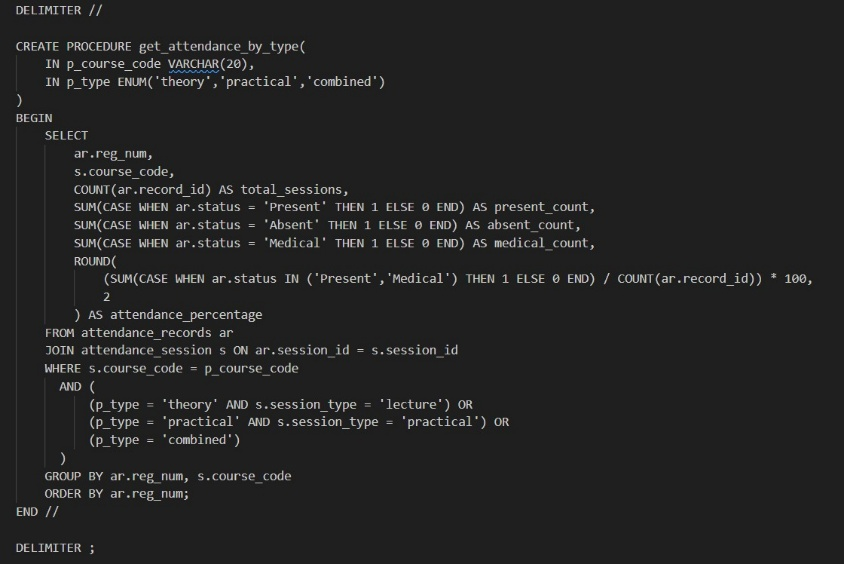 DELIMITER //
CREATE PROCEDURE get_attendance_by_type(
IN p_course_code VARCHAR(20),
IN p_type ENUM('theory','practical','combined')
)
BEGIN
SELECT
ar.reg_num,
s.course_code,
COUNT(ar.record_id) AS total_sessions,
SUM(CASE WHEN ar.status = 'Present' THEN 1 ELSE 0 END) AS present_count,
SUM(CASE WHEN ar.status = 'Absent' THEN 1 ELSE 0 END) AS absent_count,
SUM(CASE WHEN ar.status = 'Medical' THEN 1 ELSE 0 END) AS medical_count,
ROUND(
(SUM(CASE WHEN ar.status IN ('Present','Medical') THEN 1 ELSE 0 END) / COUNT(ar.record_id)) * 100,
2
) AS attendance_percentage
FROM attendance_records ar
JOIN attendance_session s ON ar.session_id = s.session_id
WHERE s.course_code = p_course_code
AND (
(p_type = 'theory' AND s.session_type = 'lecture') OR
(p_type = 'practical' AND s.session_type = 'practical') OR
(p_type = 'combined')
)
GROUP BY ar.reg_num, s.course_code
ORDER BY ar.reg_num;
END //
DELIMITER ;